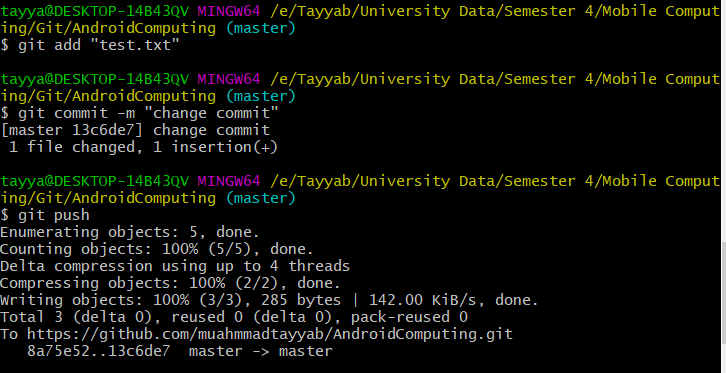 tayya@DESKTOP-14B43QV MINGW64 /e/Tayyab/University Data/Semester 4/Mobile Comput
ing/Git/AndroidComputing (master)
$ git add "test.txt"
tayya@DESKTOP-14B43QV MINGW64 /e/Tayyab/University Data/Semester 4/Mobile Comput
ing/Git/AndroidComputing (master)
$ git commit -m "change commit"
[master 13c6de7] change commit
 1 file changed, 1 insertion(+)
tayya@DESKTOP-14B43QV MINGW64 /e/Tayyab/University Data/Semester 4/Mobile Comput
ing/Git/AndroidComputing (master)
$ git push
Enumerating objects: 5, done.
Counting objects: 100% (5/5), done.
Delta compression using up to 4 threads
Compressing objects: 100% (2/2), done.
Writing objects: 100% (3/3), 285 bytes | 142.00 KiB/s, done.
Total 3 (delta 0), reused 0 (delta 0), pack-reused 0
To https://github.com/muahmmadtayyab/AndroidComputing.git
   8a75e52..13c6de7  master -> master